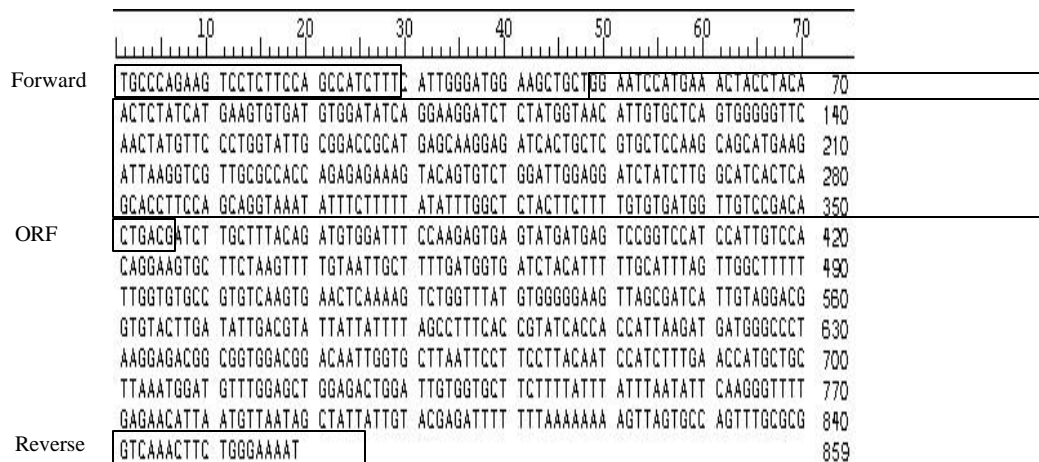 10 20 30 40 50 60 70
Forward TGCCCAGAAG TCCTCTTCCA GCCATCTTTC ATTGGGATGG AAGCTGCTGG AATCCATGAA ACTACCTACA 70
ACTCTATCAT GAAGTGTGAT GTGGATATCA GGAAGGATCT CTATGGTAAC ATTGTGCTCA GTGGGGGTTC 140
AACTATGTTC CCTGGTATTG CGGACCGCAT GAGCAAGGAG ATCACTGCTC GTGCTCCAAG CAGCATGAAG 210
ATTAAGGTCG TTGCGCCACC AGAGAGAAAG TACAGTGTCT GGATTGGAGG ATCTATCTTG GCATCACTCA 280
GCACCTTCCA GCAGGTAAAT ATTTCTTTTT ATATTTGGCT CTACTTCTTT TGTGTGATGG TTGTCCGACA 350
ORF CTGACGATCT TGCTTTACAG ATGTGGATTT CCAAGAGTGA GTATGATGAG TCCGGTCCAT CCATTGTCCA 420
CAGGAAGTGC TTCTAAGTTT TGTAATTGCT TTTGATGGTG ATCTACATTT TTGCATTTAG TTGGCTTTTT 490
TTGGTGTGCC GTGTCAAGTG AACTCAAAAG TCTGGTTTAT GTGGGGGAAG TTAGCGATCA TTGTAGGACG 560
GTGTACTTGA TATTGACGTA TTATTATTTT AGCCTTTCAC CGTATCACCA CCATTAAGAT GATGGGCCCT 630
AAGGAGACGG CGGTGGACGG ACAATTGGTG CTTAATTCCT TCCTTACAAT CCATCTTTGA ACCATGCTGC 700
TTAAATGGAT GTTTGGAGCT GGAGACTGGA TTGTGGTGCT TCTTTTATTT ATTTAATATT CAAGGGTTTT 770
GAGAACATTA ATGTTAATAG CTATTATTGT ACGAGATTTT TTTAAAAAAA AAGTTAGTGCC AGTTTGCGCG 840
Reverse GTCAAACTTC TGGGAAAAT 859